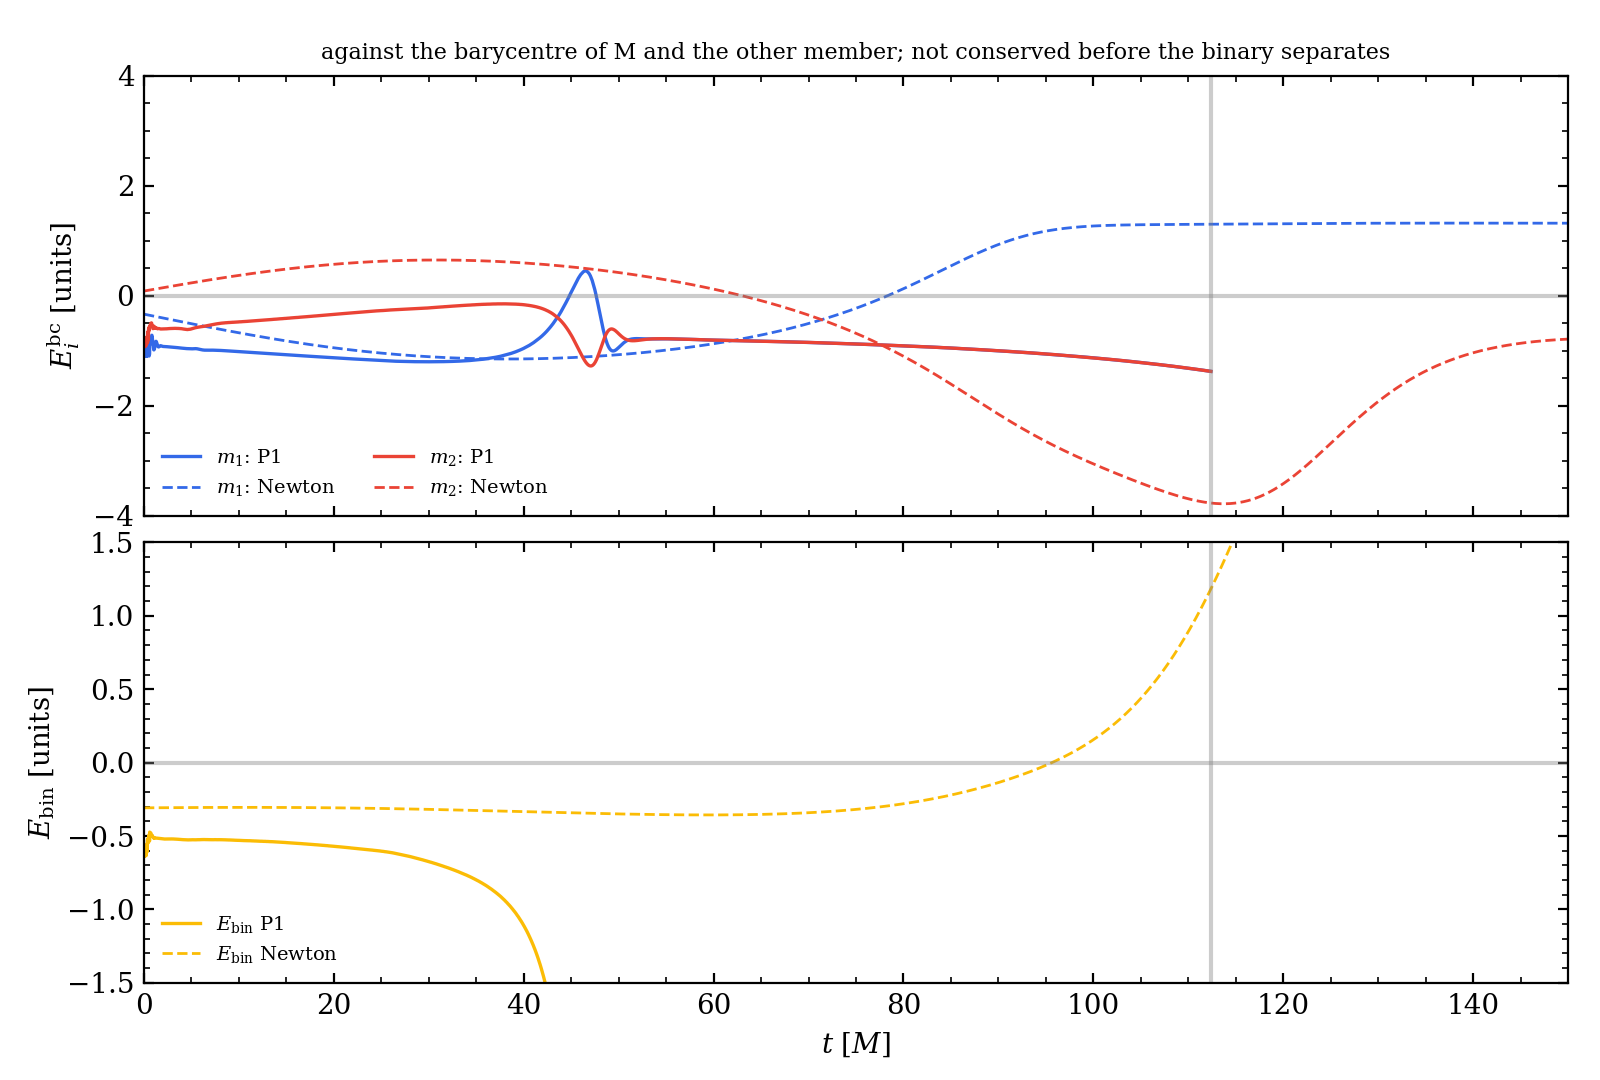 against the barycentre of M and the other member; not conserved before the binary separates
4
2
0
−2
−4
E_i^bc [units]
m₁: P1
m₂: P1
m₁: Newton
m₂: Newton
1.5
1.0
0.5
0.0
−0.5
−1.0
−1.5
E_bin [units]
E_bin P1
E_bin Newton
0 20 40 60 80 100 120 140
t [M]